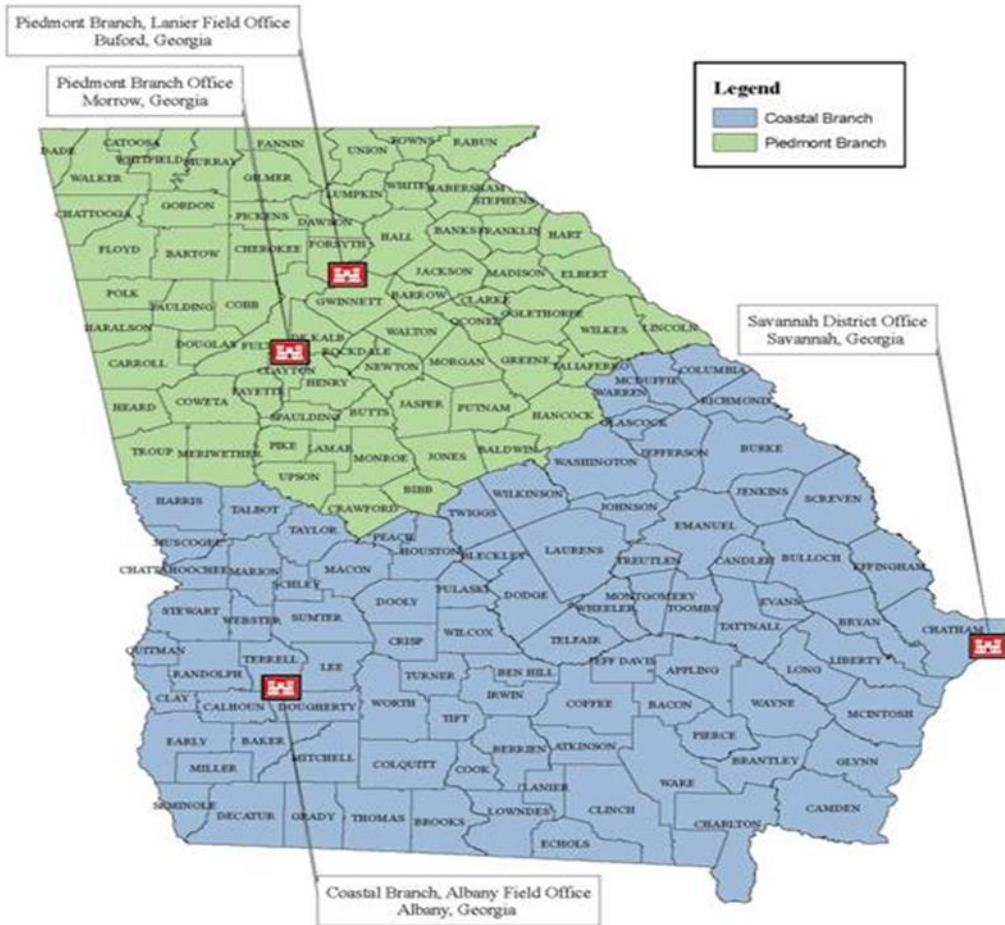 Piedmont Branch, Lanier Field Office
Buford, Georgia
Piedmont Branch Office
Morrow, Georgia
Legend
Coastal Branch
Piedmont Branch
Savannah District Office
Savannah, Georgia
DADE CATOOSA FANNIN UNION TOWNS RABUN
WHITFIELD MURRAY
WALKER GILMER LUMPKIN WHITE HABERSHAM
STEPHENS
CHATTOOGA GORDON PICKENS DAWSON
HALL BANKS FRANKLIN HART
FLOYD BARTOW CHEROKEE FORSYTH
JACKSON MADISON ELBERT
POLK PAULDING COBB GWINNETT BARROW CLARKE
OCONEE OGLETHORPE
HARALSON DOUGLAS FUL DE KALB WALTON WILKES LINCOLN
ROCKDALE
CARROLL CLAYTON NEWTON MORGAN GREENE TALIAFERRO
HENRY
HEARD COWETA FAYETTE SPAULDING BUTTS JASPER PUTNAM HANCOCK
TROUP MERIWETHER PIKE LAMAR MONROE JONES BALDWIN
UPSON
CRAWFORD BIBB
COLUMBIA
MCDUFFIE
WARREN RICHMOND
GLASCOCK
WASHINGTON JEFFERSON BURKE
HARRIS TALBOT WILKINSON JENKINS SCREVEN
TAYLOR TWIGGS JOHNSON EMANUEL
MUSCOGEE PEACH HOUSTON BLECKLEY LAURENS TREUTLEN CANDLER BULLOCH EFFINGHAM
CHATTAHOOCHEE MARION MACON
SCHLEY PULASKI
STEWART WEBSTER SUMTER DOOLY DODGE WHEELER MONTGOMERY TOOMBS EVANS
TATTNALL BRYAN CHATHAM
QUITMAN CRISP WILCOX TELFAIR
RANDOLPH TERRELL LEE TURNER BEN HILL JEFF DAVIS APPLING LONG LIBERTY
CLAY CALHOUN DOUGHERTY WORTH TIFT IRWIN COFFEE BACON WAYNE MCINTOSH
EARLY BAKER MITCHELL PIERCE
MILLER COLQUITT COOK BERRIEN ATKINSON BRANTLEY GLYNN
LANIER WARE
SEMINOLE DECATUR GRADY THOMAS BROOKS LOWNDES CLINCH CHARLTON CAMDEN
ECHOLS
Coastal Branch, Albany Field Office
Albany, Georgia